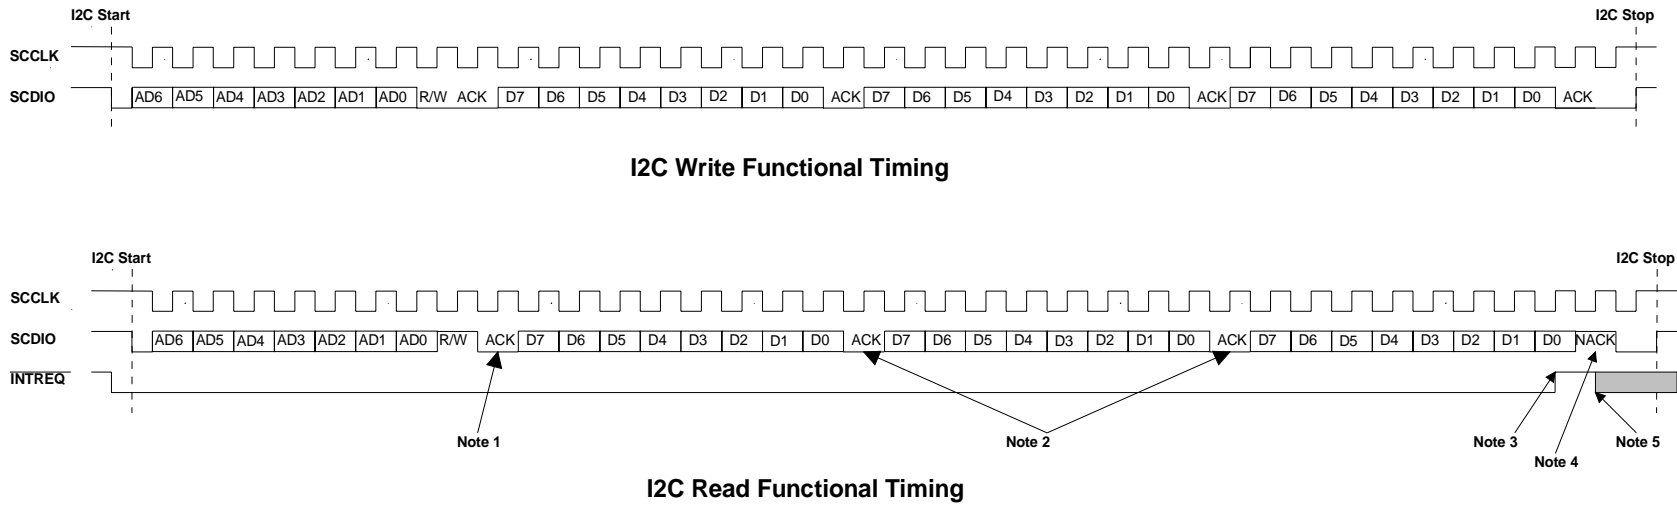 I2C Start I2C Stop
SCCLK
SCDIO AD6 AD5 AD4 AD3 AD2 AD1 AD0 R/W ACK D7 D6 D5 D4 D3 D2 D1 D0 ACK D7 D6 D5 D4 D3 D2 D1 D0 ACK D7 D6 D5 D4 D3 D2 D1 D0 ACK
I2C Write Functional Timing
I2C Start I2C Stop
SCCLK
SCDIO AD6 AD5 AD4 AD3 AD2 AD1 AD0 R/W ACK D7 D6 D5 D4 D3 D2 D1 D0 ACK D7 D6 D5 D4 D3 D2 D1 D0 ACK D7 D6 D5 D4 D3 D2 D1 D0 NACK
INTREQ
Note 1 Note 2 Note 3 Note 5
Note 4
I2C Read Functional Timing